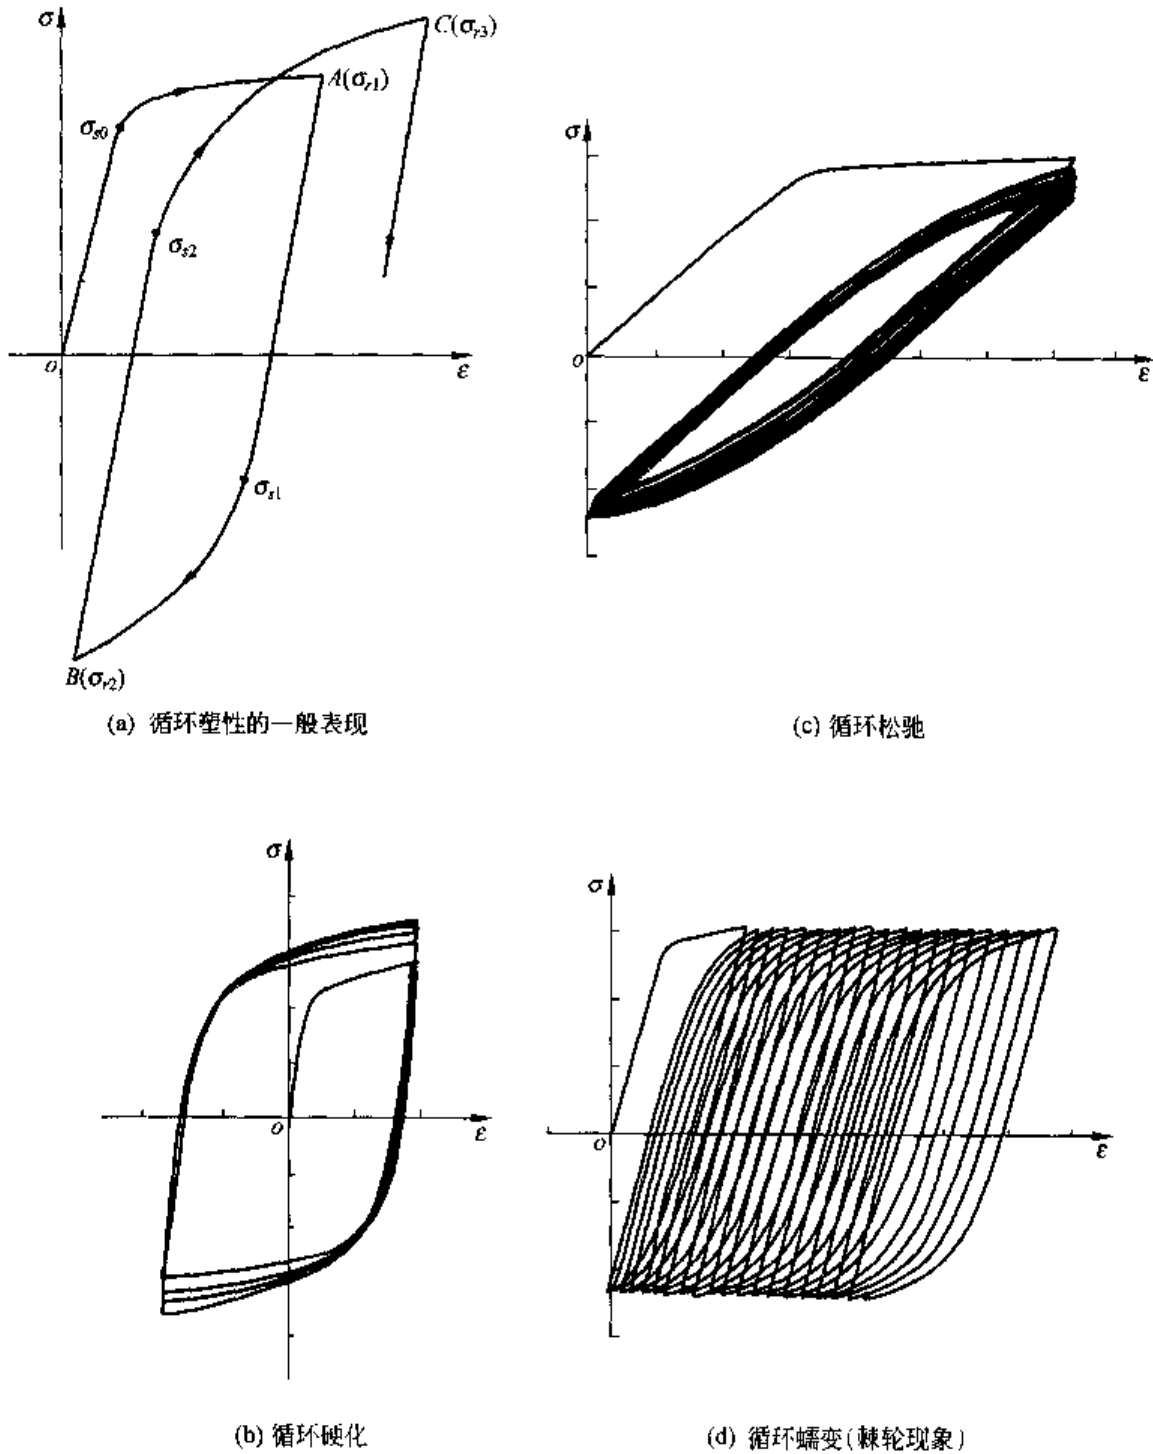 σ
C(σr3)
A(σr1)
σs0
σs2
O
ε
σs1
B(σr2)
(a) 循环塑性的一般表现
σ
O
ε
(c) 循环松驰
σ
O
ε
(b) 循环硬化
σ
O
ε
(d) 循环蠕变(棘轮现象)